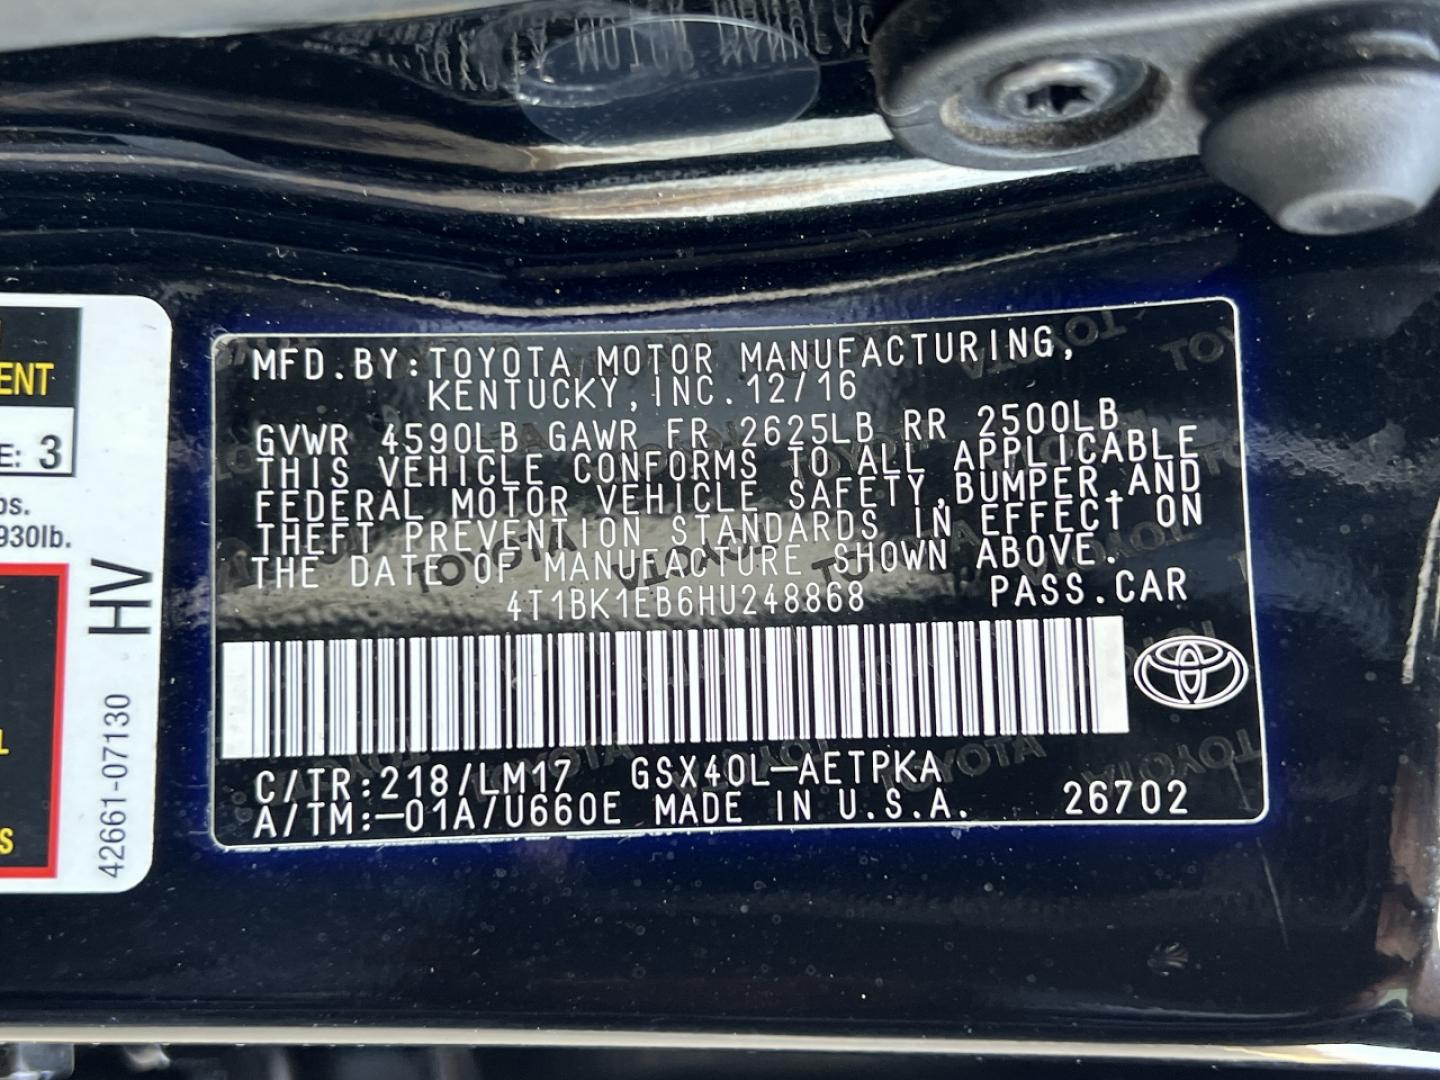 ENT
E: 3
os.
930lb.
L
S
HV
42661-07130
MFD.BY:TOYOTA MOTOR MANUFACTURING,
KENTUCKY, INC.12/16
GVWR 4590LB GAWR FR 2625LB RR 2500LB
THIS VEHICLE CONFORMS TO ALL APPLICABLE
FEDERAL MOTOR VEHICLE SAFETY,BUMPER,AND
THEFT PREVENTION STANDARDS IN EFFECT ON
THE DATE OF MANUFACTURE SHOWN ABOVE.
4T1BK1EB6HU248868 PASS.CAR
C/TR:218/LM17 GSX40L-AETPKA
A/TM:-01A/U660E MADE IN U.S.A. 26702